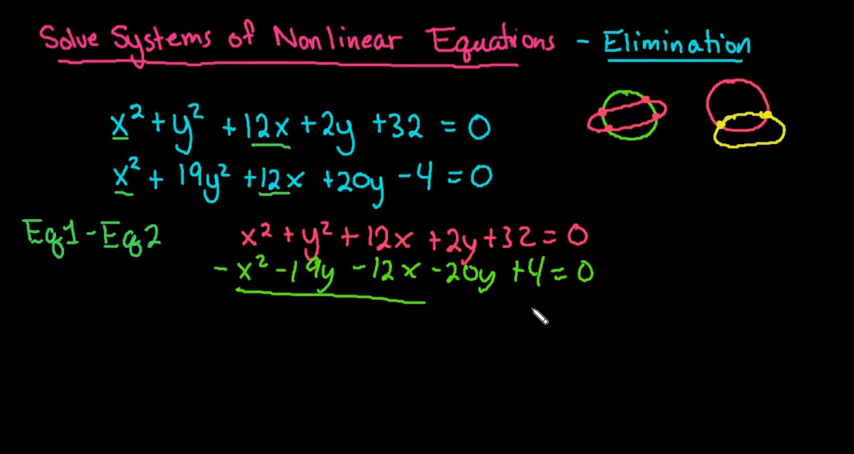 Solve Systems of Nonlinear Equations - Elimination
x² + y² + 12x + 2y + 32 = 0
x² + 19y² + 12x + 20y - 4 = 0
Eq1 - Eq2 x² + y² + 12x + 2y + 32 = 0
- x² - 19y - 12x - 20y + 4 = 0